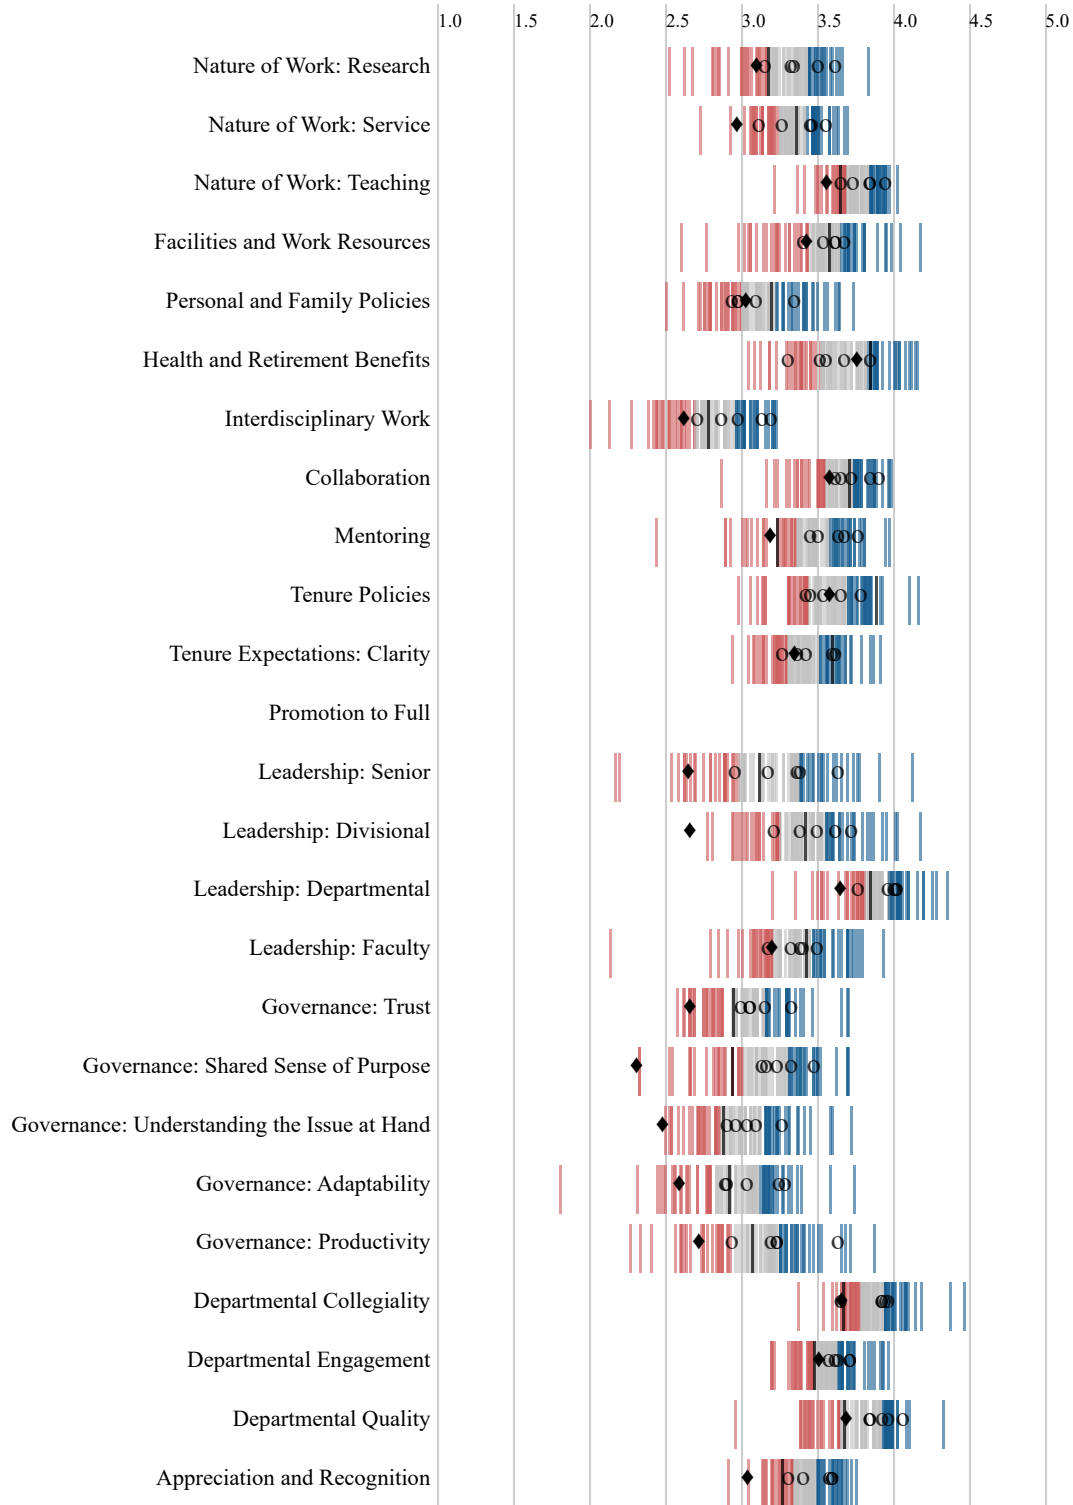 1.0 1.5 2.0 2.5 3.0 3.5 4.0 4.5 5.0
Nature of Work: Research
Nature of Work: Service
Nature of Work: Teaching
Facilities and Work Resources
Personal and Family Policies
Health and Retirement Benefits
Interdisciplinary Work
Collaboration
Mentoring
Tenure Policies
Tenure Expectations: Clarity
Promotion to Full
Leadership: Senior
Leadership: Divisional
Leadership: Departmental
Leadership: Faculty
Governance: Trust
Governance: Shared Sense of Purpose
Governance: Understanding the Issue at Hand
Governance: Adaptability
Governance: Productivity
Departmental Collegiality
Departmental Engagement
Departmental Quality
Appreciation and Recognition